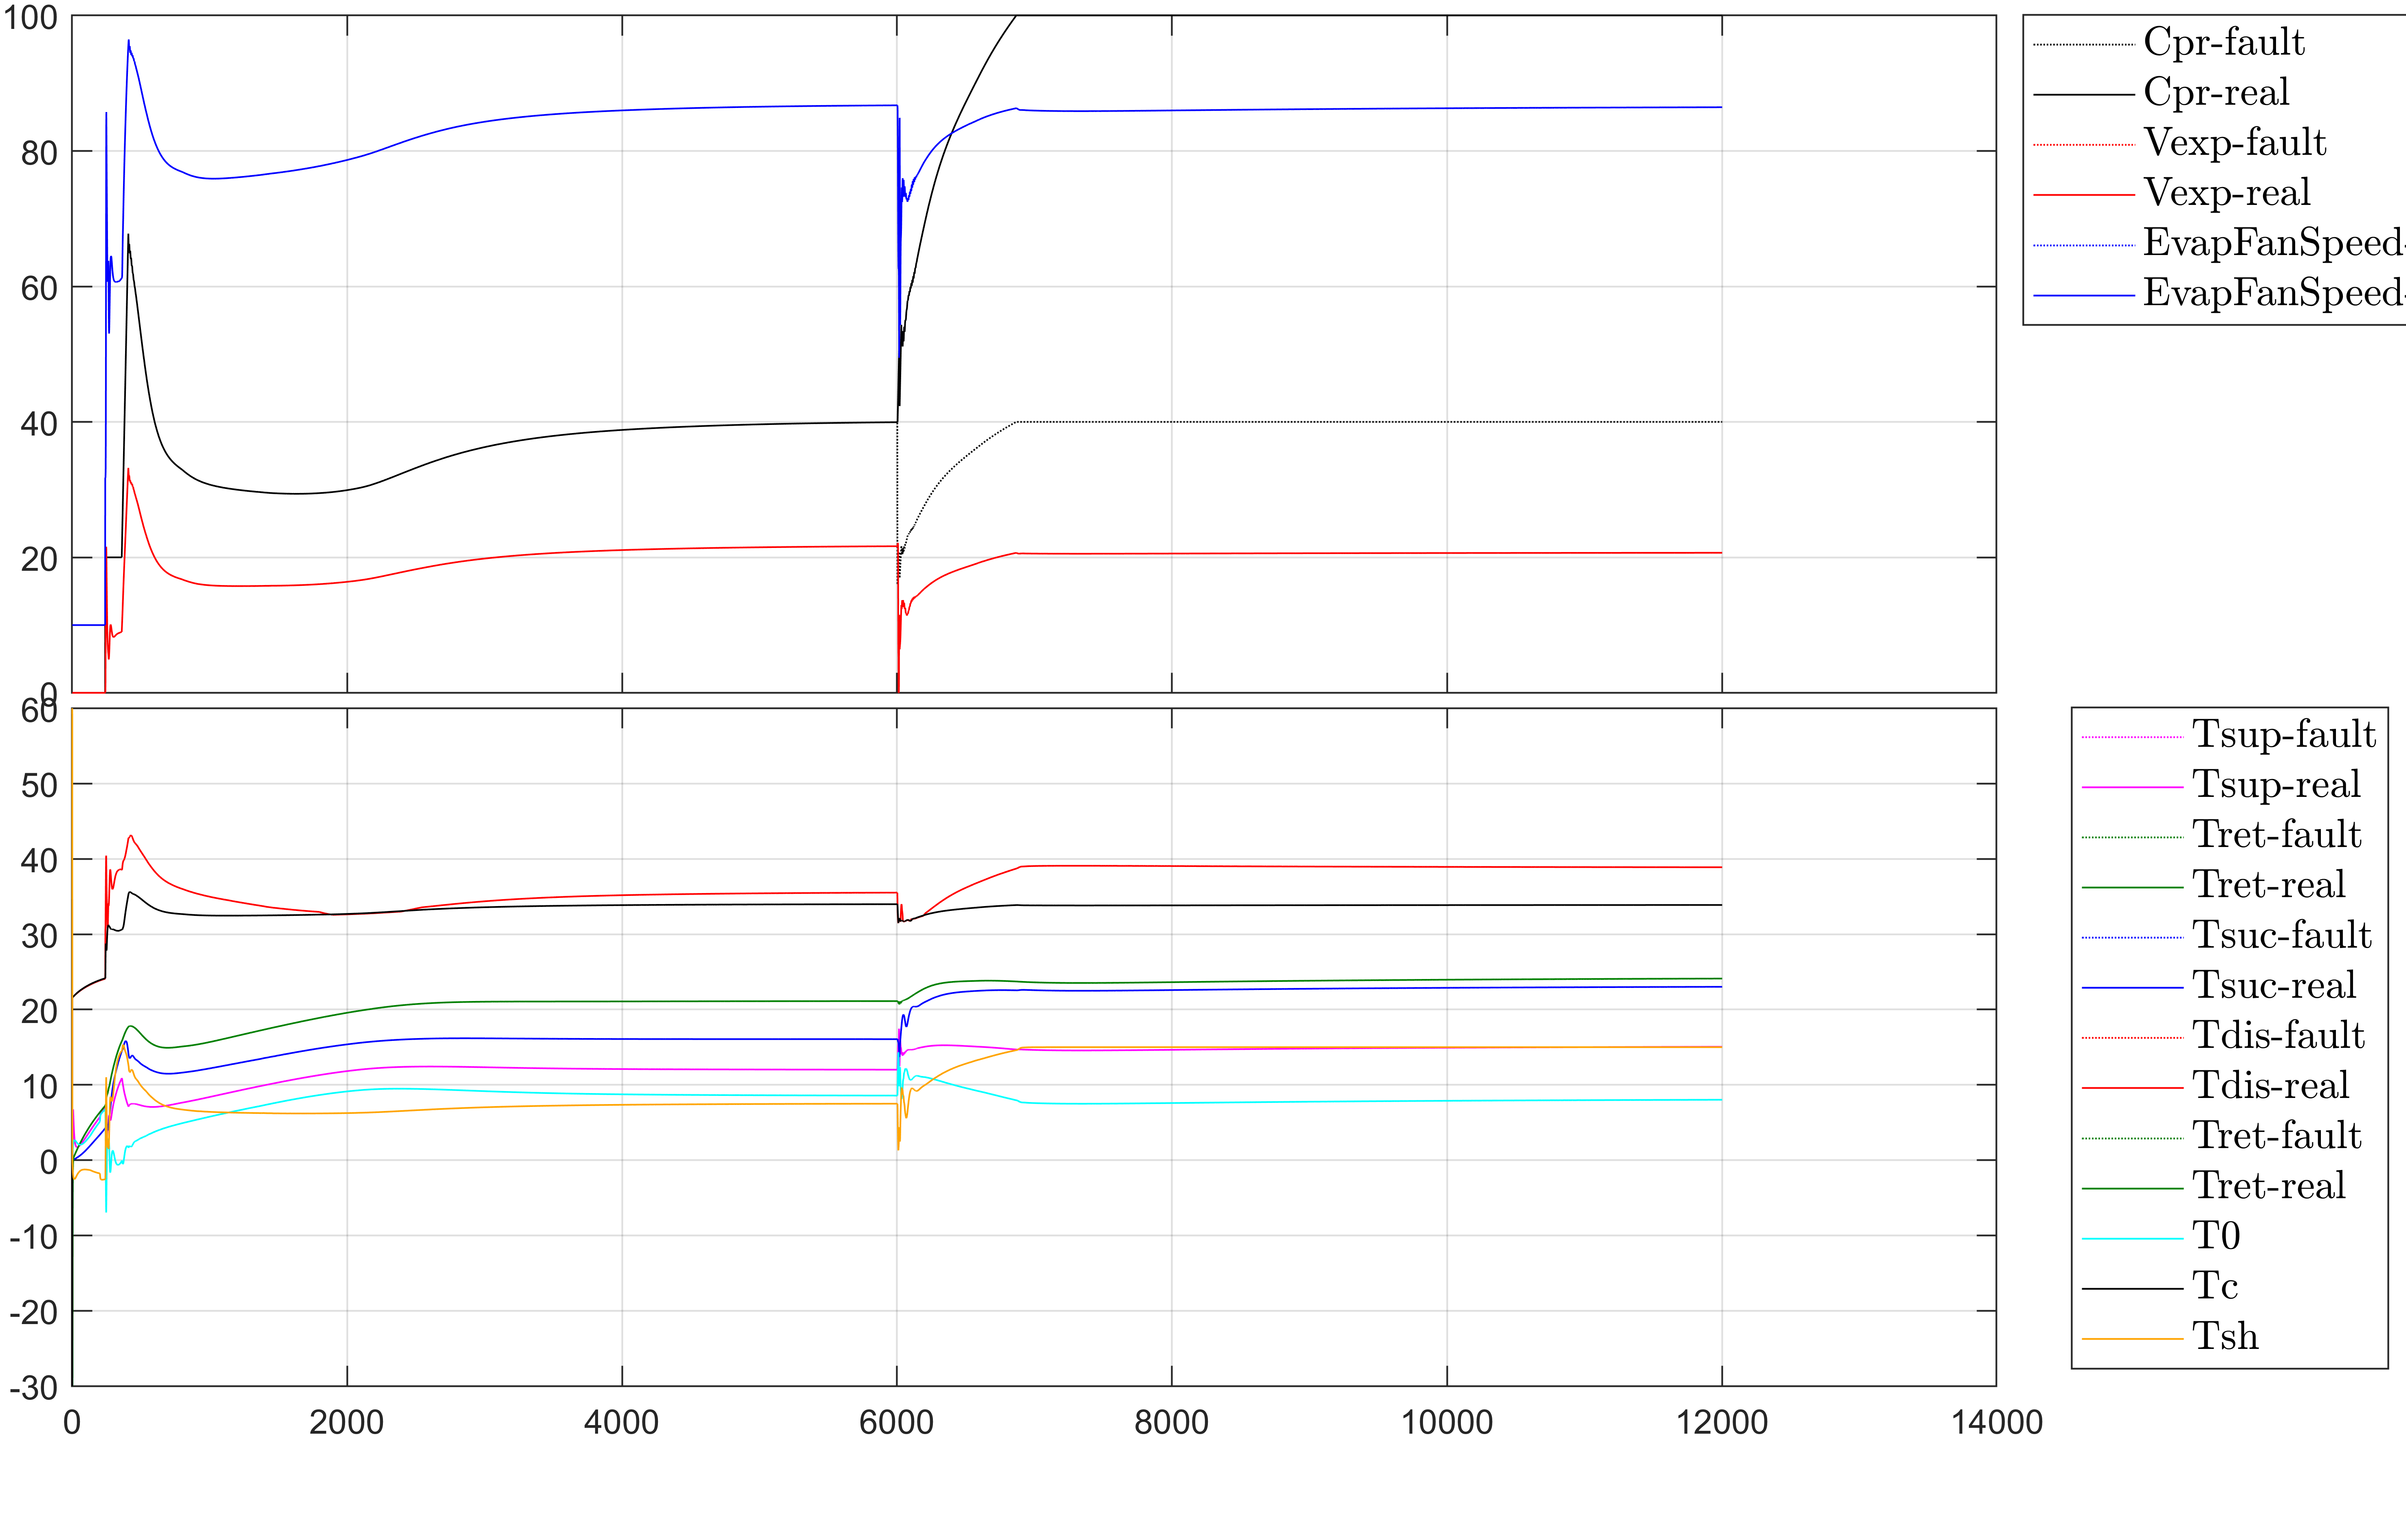 100
80
60
40
20
0
Cpr-fault
Cpr-real
Vexp-fault
Vexp-real
EvapFanSpeed-
EvapFanSpeed-
60
50
40
30
20
10
0
-10
-20
-30
0 2000 4000 6000 8000 10000 12000 14000
Tsup-fault
Tsup-real
Tret-fault
Tret-real
Tsuc-fault
Tsuc-real
Tdis-fault
Tdis-real
Tret-fault
Tret-real
T0
Tc
Tsh